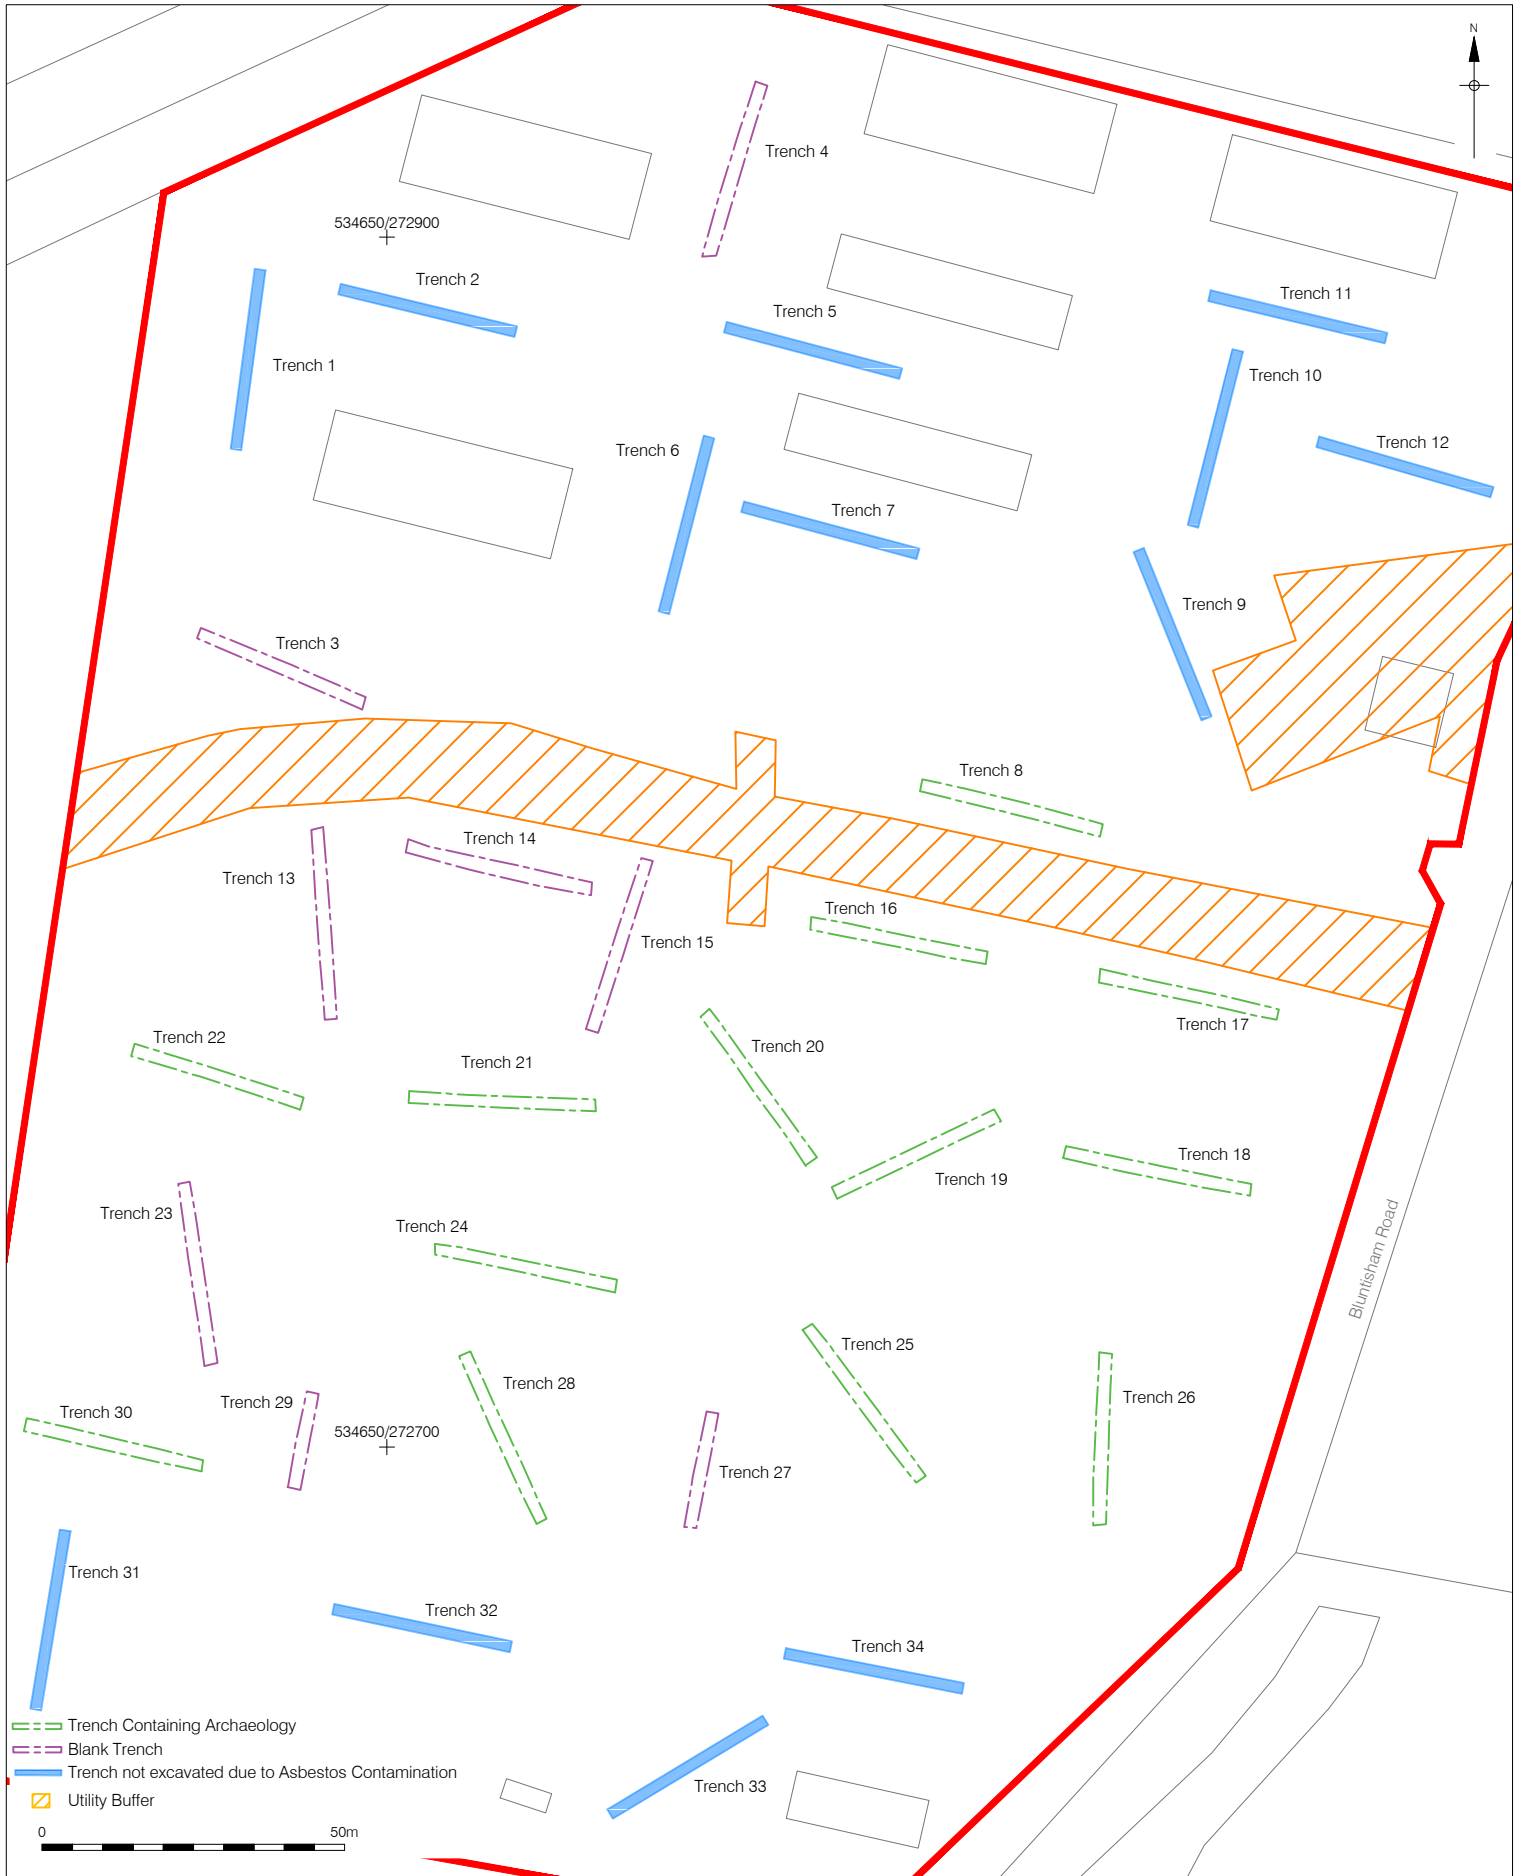 N
Trench 4
534650/272900
Trench 2
Trench 11
Trench 5
Trench 1
Trench 10
Trench 12
Trench 6
Trench 7
Trench 9
Trench 3
Trench 8
Trench 14
Trench 13
Trench 16
Trench 15
Trench 17
Trench 22
Trench 20
Trench 21
Trench 18
Trench 19
Trench 23
Trench 24
Bluntisham Road
Trench 25
Trench 28
Trench 26
Trench 29
Trench 30
534650/272700
Trench 27
Trench 31
Trench 32
Trench 34
Trench Containing Archaeology
Blank Trench
Trench not excavated due to Asbestos Contamination
Trench 33
Utility Buffer
0 50m